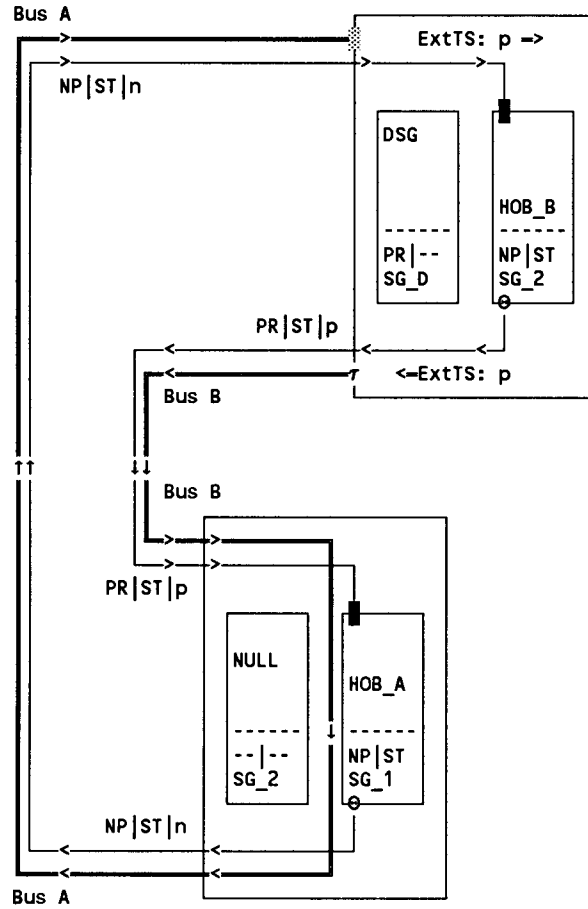 Bus A
ExtTS: p =>
NP|ST|n
DSG
HOB_B
------
------
PR|--
NP|ST
SG_D
SG_2
PR|ST|p
<=ExtTS: p
Bus B
Bus B
PR|ST|p
NULL
HOB_A
------
------
--|--
NP|ST
SG_2
SG_1
NP|ST|n
Bus A